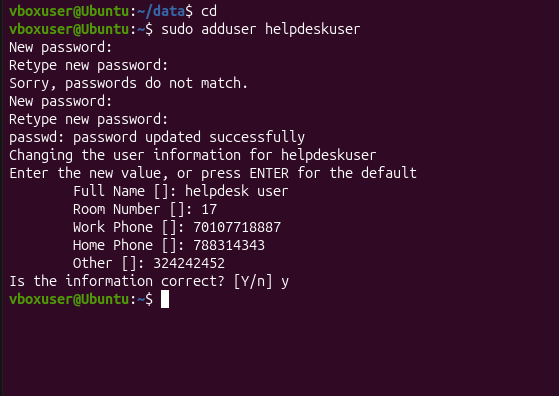 vboxuser@Ubuntu:~/data$ cd
vboxuser@Ubuntu:~$ sudo adduser helpdeskuser
New password:
Retype new password:
Sorry, passwords do not match.
New password:
Retype new password:
passwd: password updated successfully
Changing the user information for helpdeskuser
Enter the new value, or press ENTER for the default
Full Name []: helpdesk user
Room Number []: 17
Work Phone []: 70107718887
Home Phone []: 788314343
Other []: 324242452
Is the information correct? [Y/n] y
vboxuser@Ubuntu:~$